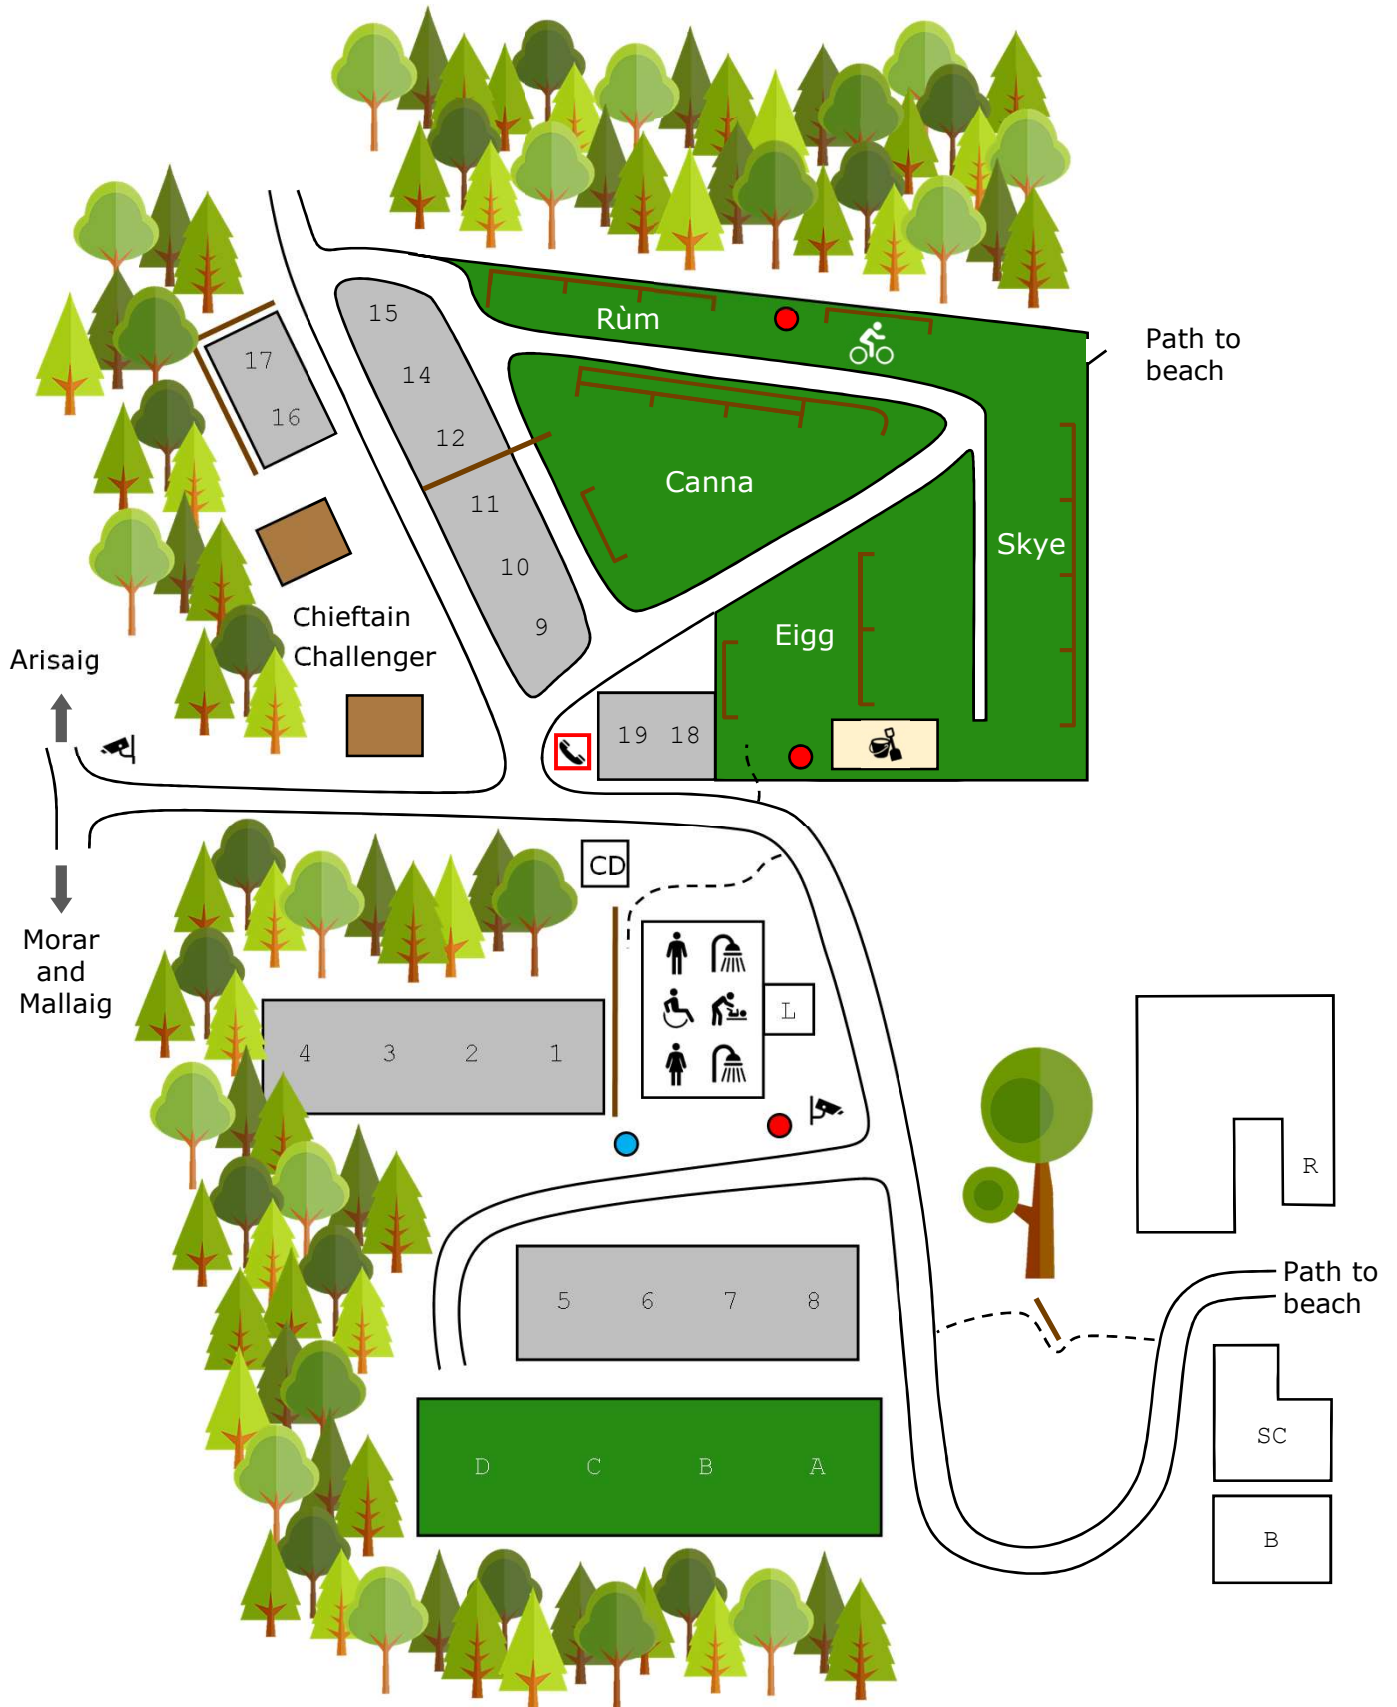 Rùm
15
Path to
beach
17
14
16
12
Canna
11
Skye
10
Chieftain
9
Eigg
Challenger
Arisaig
19 18
CD
Morar
and
Mallaig
L
4 3 2 1
R
Path to
beach
5 6 7 8
SC
D C B A
B